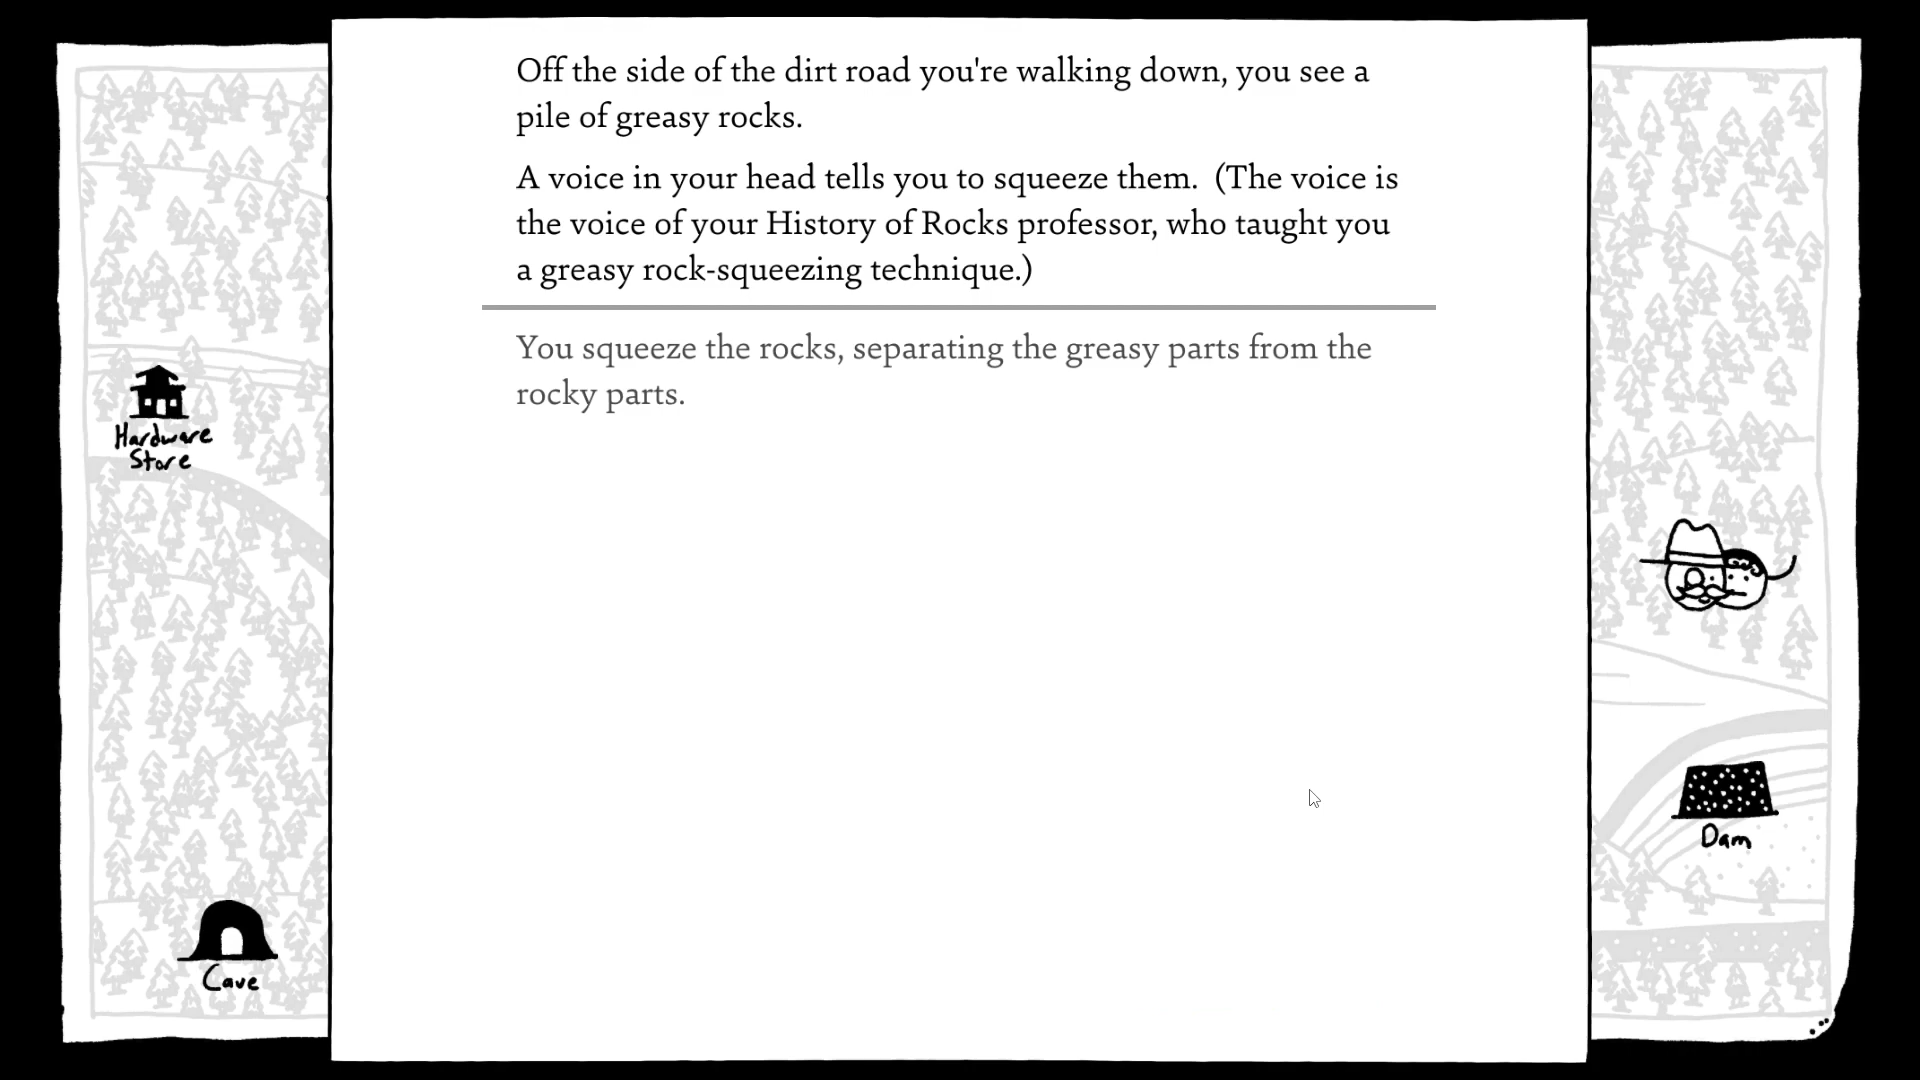 Off the side of the dirt road you're walking down, you see a
pile of greasy rocks.
A voice in your head tells you to squeeze them. (The voice is
the voice of your History of Rocks professor, who taught you
a greasy rock-squeezing technique.)
You squeeze the rocks, separating the greasy parts from the
rocky parts.
Hardware
Store
Cave
Dam